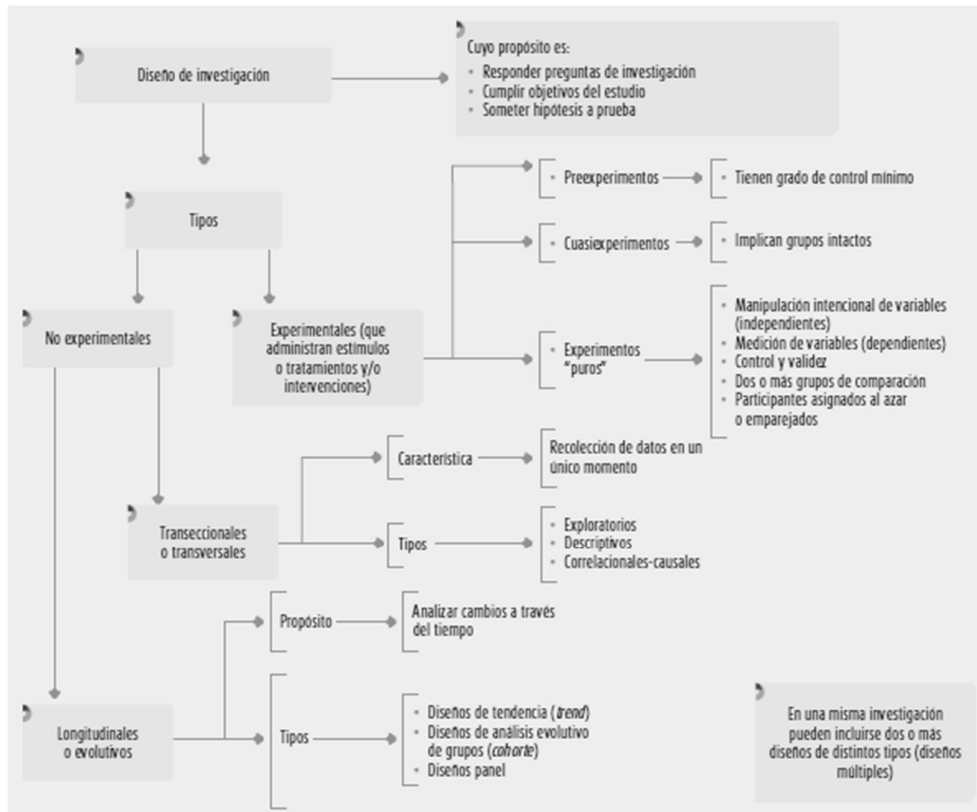 Diseño de investigación
Cuyo propósito es:
• Responder preguntas de investigación
• Cumplir objetivos del estudio
• Someter hipótesis a prueba
Tipos
• Preexperimentos
• Tienen grado de control mínimo
• Cuasiexperimentos
• Implican grupos intactos
No experimentales
Experimentales (que
administran estímulos
o tratamientos y/o
intervenciones)
• Experimentos
"puros"
• Manipulación intencional de variables
(independientes)
• Medición de variables (dependientes)
• Control y validez
• Dos o más grupos de comparación
• Participantes asignados al azar
o emparejados
Transeccionales
o transversales
Característica
Recolección de datos en un
único momento
Tipos
• Exploratorios
• Descriptivos
• Correlacionales-causales
Longitudinales
o evolutivos
Propósito
Analizar cambios a través
del tiempo
Tipos
• Diseños de tendencia (trend)
• Diseños de análisis evolutivo
de grupos (cohorte)
• Diseños panel
En una misma investigación
pueden incluirse dos o más
diseños de distintos tipos (diseños
múltiples)